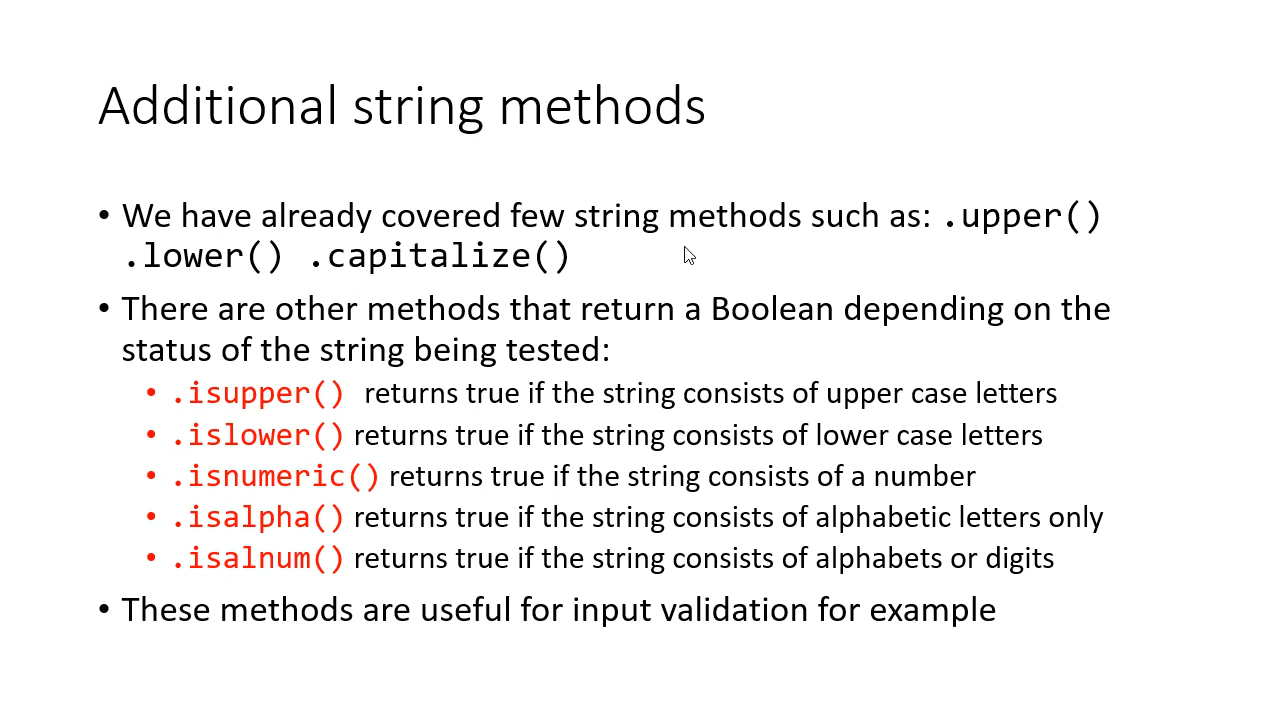 Additional string methods
• We have already covered few string methods such as: .upper()
.lower() .capitalize()
• There are other methods that return a Boolean depending on the
status of the string being tested:
• .isupper() returns true if the string consists of upper case letters
• .islower() returns true if the string consists of lower case letters
• .isnumeric() returns true if the string consists of a number
• .isalpha() returns true if the string consists of alphabetic letters only
• .isalnum() returns true if the string consists of alphabets or digits
• These methods are useful for input validation for example